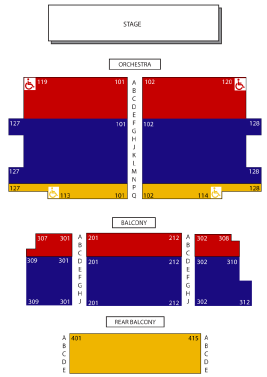 STAGE
ORCHESTRA
119 101 A 102 120
B
C
D
E
127 101 F 102 128
G
H
J
K
L
127 M 128
N
127 P 128
113 101 Q 102 114
BALCONY
307 301 A 201 212 A 302 308
B B
C C
309 301 D 201 212 D 302 310
E E
F F
G G
H H
309 301 J 201 212 J 302 312
REAR BALCONY
A 401 415 A
B B
C C
D D
E E